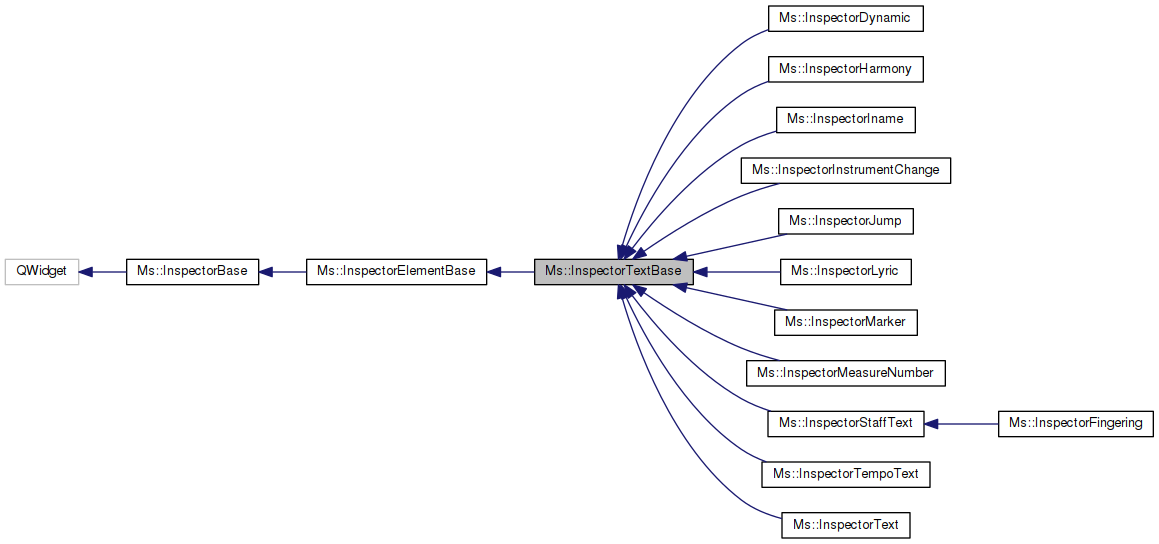 Ms::InspectorDynamic
Ms::InspectorHarmony
Ms::InspectorIname
Ms::InspectorInstrumentChange
Ms::InspectorJump
QWidget
Ms::InspectorBase
Ms::InspectorElementBase
Ms::InspectorTextBase
Ms::InspectorLyric
Ms::InspectorMarker
Ms::InspectorMeasureNumber
Ms::InspectorStaffText
Ms::InspectorFingering
Ms::InspectorTempoText
Ms::InspectorText